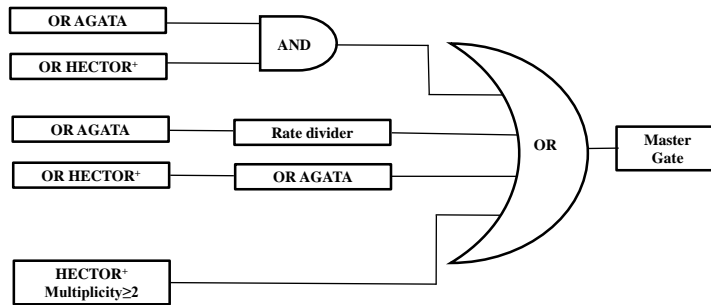 OR AGATA
AND
OR HECTOR⁺
OR AGATA
Rate divider
OR HECTOR⁺
OR AGATA
OR
Master
Gate
HECTOR⁺
Multiplicity≥2